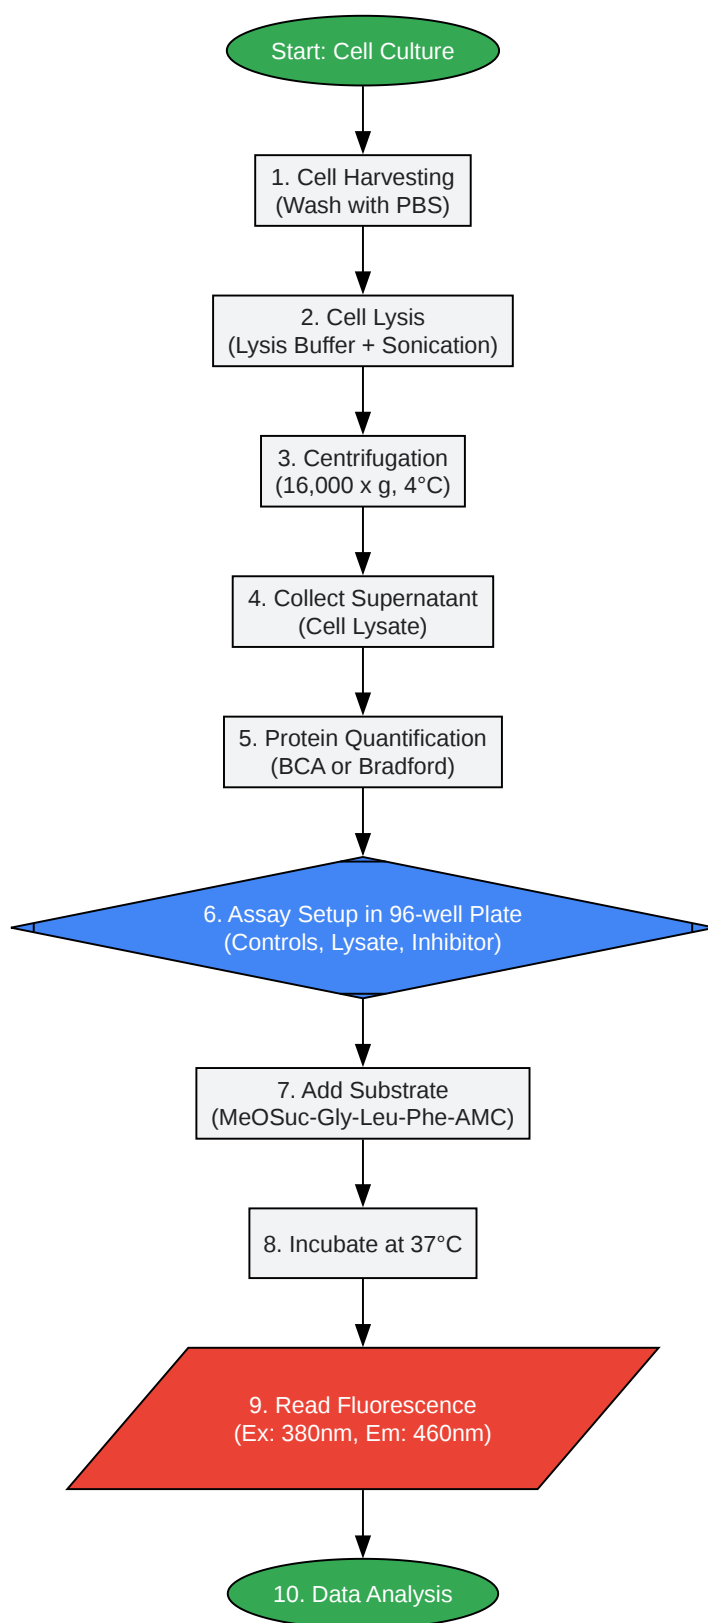 Start: Cell Culture
1. Cell Harvesting
(Wash with PBS)
2. Cell Lysis
(Lysis Buffer + Sonication)
3. Centrifugation
(16,000 x g, 4°C)
4. Collect Supernatant
(Cell Lysate)
5. Protein Quantification
(BCA or Bradford)
6. Assay Setup in 96-well Plate
(Controls, Lysate, Inhibitor)
7. Add Substrate
(MeOSuc-Gly-Leu-Phe-AMC)
8. Incubate at 37°C
9. Read Fluorescence
(Ex: 380nm, Em: 460nm)
10. Data Analysis